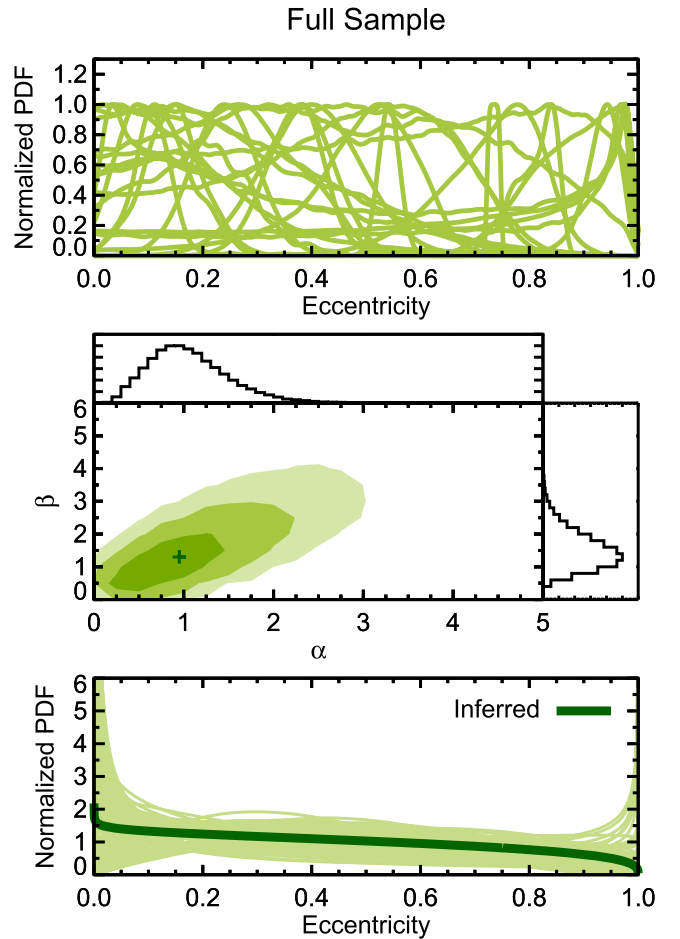 Full Sample
Normalized PDF
1.2
1.0
0.8
0.6
0.4
0.2
0.0
0.0 0.2 0.4 0.6 0.8 1.0
Eccentricity
β
6
5
4
3
2
1
0
0 1 2 3 4 5
α
Normalized PDF
6
5
4
3
2
1
0
Inferred
0.0 0.2 0.4 0.6 0.8 1.0
Eccentricity